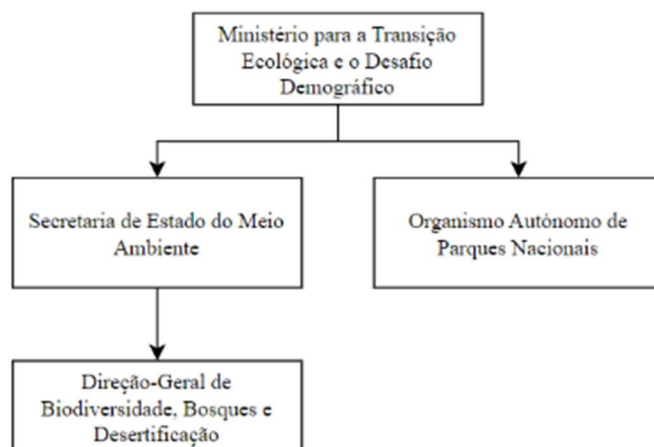 Ministério para a Transição
Ecológica e o Desafio
Demográfico
Secretaria de Estado do Meio
Ambiente
Organismo Autónomo de
Parques Nacionais
Direção-Geral de
Biodiversidade, Bosques e
Desertificação